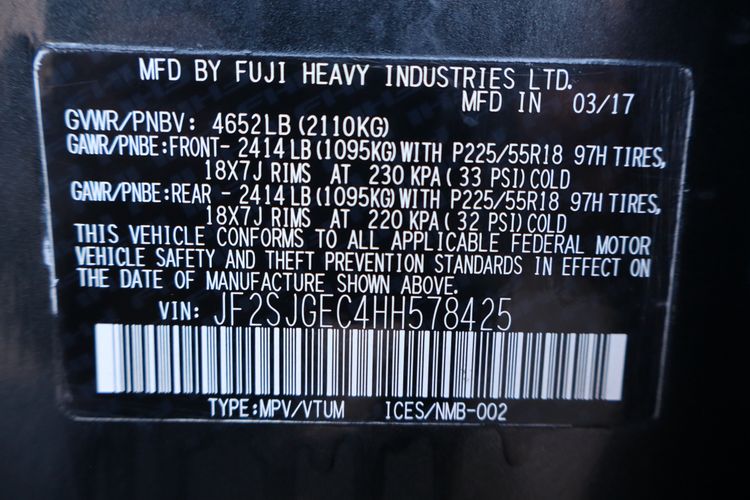 MFD BY FUJI HEAVY INDUSTRIES LTD.
MFD IN 03/17
GVWR/PNBV: 4652LB (2110KG)
GAWR/PNBE:FRONT- 2414 LB (1095KG) WITH P225/55R18 97H TIRES,
18X7J RIMS AT 230 KPA ( 33 PSI) COLD
GAWR/PNBE:REAR - 2414 LB (1095KG) WITH P225/55R18 97H TIRES,
18X7J RIMS AT 220 KPA ( 32 PSI) COLD
THIS VEHICLE CONFORMS TO ALL APPLICABLE FEDERAL MOTOR
VEHICLE SAFETY AND THEFT PREVENTION STANDARDS IN EFFECT ON
THE DATE OF MANUFACTURE SHOWN ABOVE.
VIN: JF2SJGEC4HH578425
TYPE:MPV/VTUM ICES/NMB-002